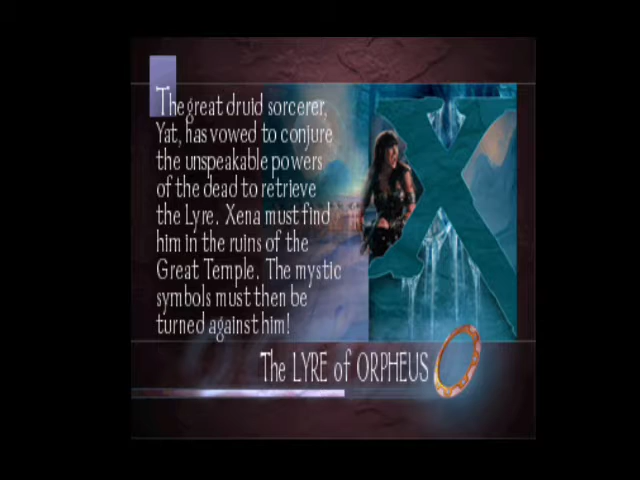 The great druid sorcerer,
Yat, has vowed to conjure
the unspeakable powers
of the dead to retrieve
the Lyre. Xena must find
him in the ruins of the
Great Temple. The mystic
symbols must then be
turned against him!
The LYRE of ORPHEUS